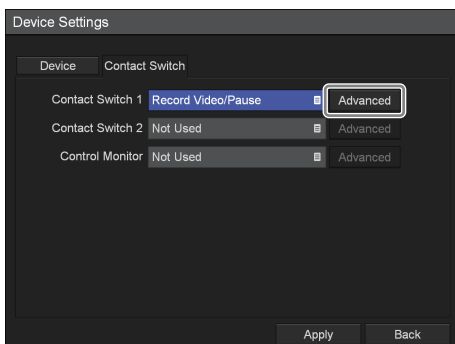 Device Settings
Device Contact Switch
Contact Switch 1 Record Video/Pause Advanced
Contact Switch 2 Not Used Advanced
Control Monitor Not Used Advanced
Apply Back